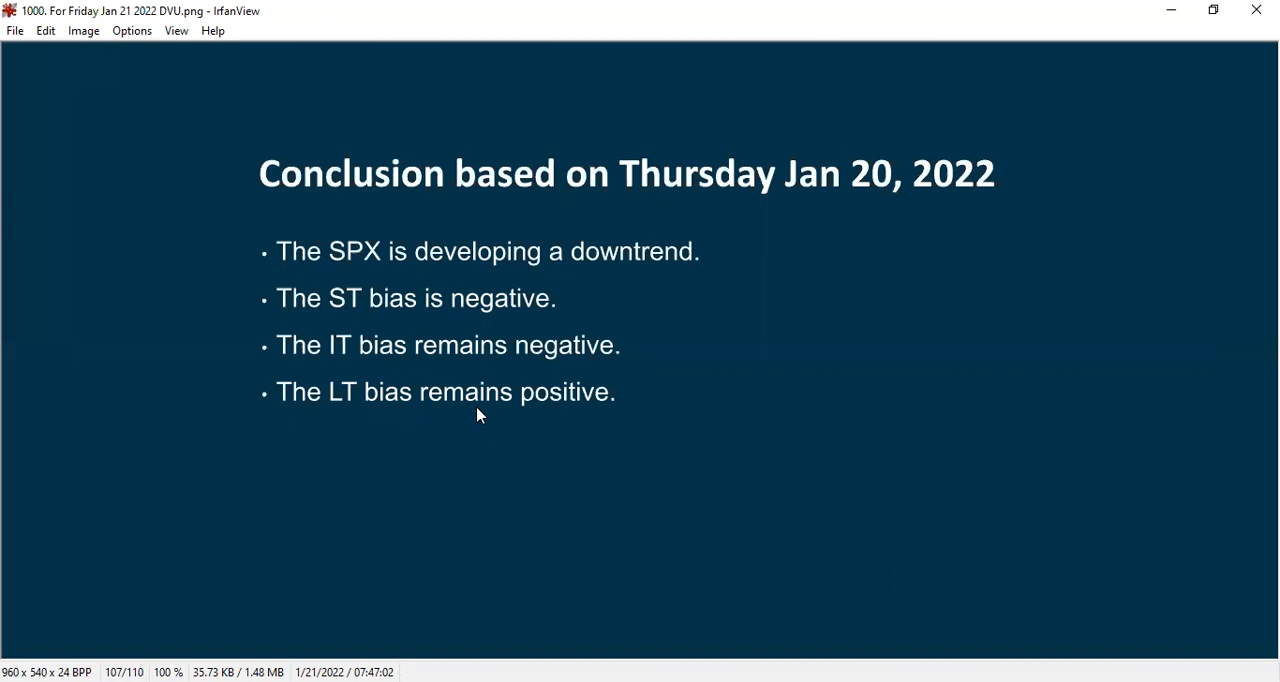 1000. For Friday Jan 21 2022 DVU.png - IrfanView
File Edit Image Options View Help
Conclusion based on Thursday Jan 20, 2022
• The SPX is developing a downtrend.
• The ST bias is negative.
• The IT bias remains negative.
• The LT bias remains positive.
960 x 540 x 24 BPP 107/110 100 % 35.73 KB / 1.48 MB 1/21/2022 / 07:47:02